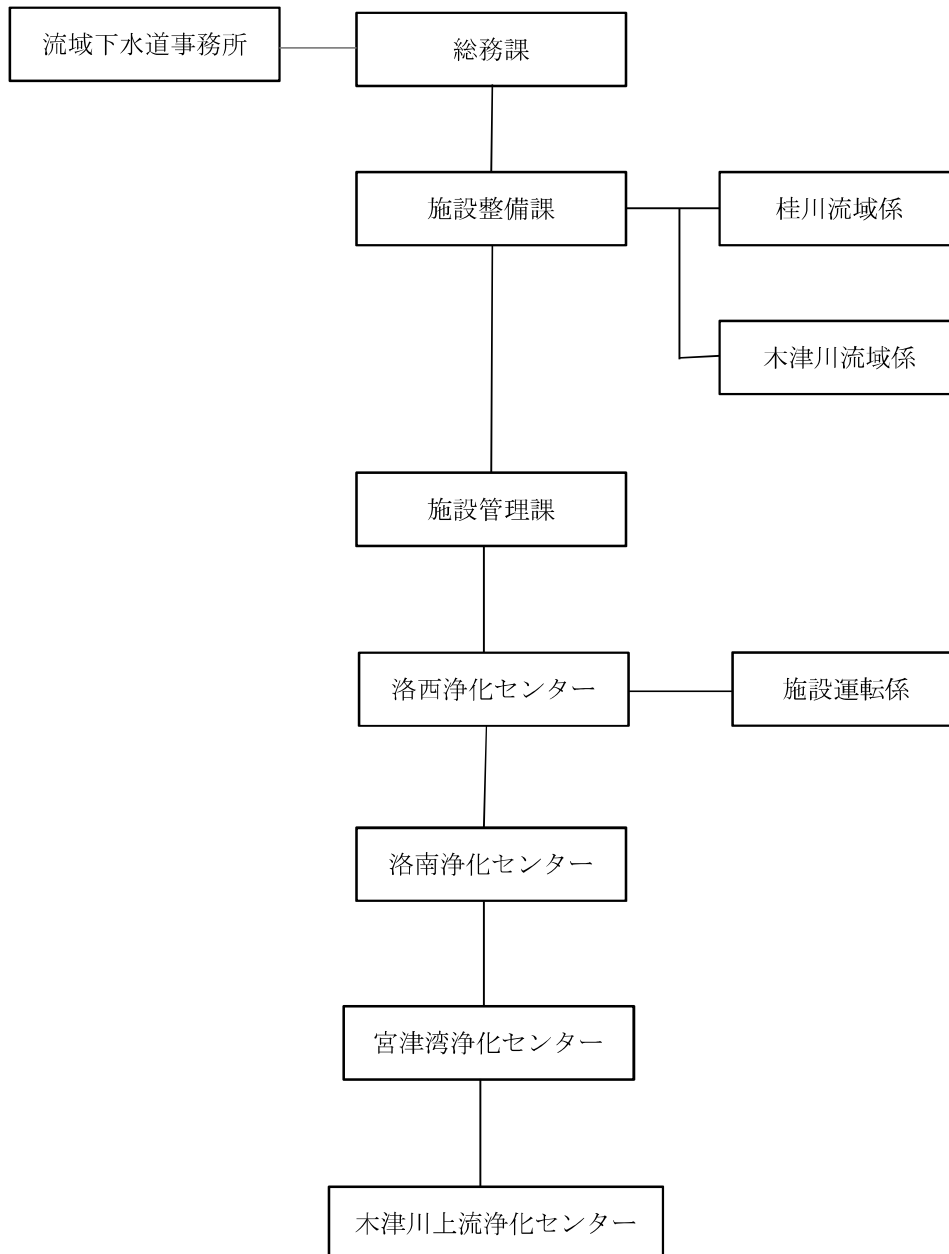 流域下水道事務所
総務課
施設整備課
桂川流域係
木津川流域係
施設管理課
洛西浄化センター
施設運転係
洛南浄化センター
宮津湾浄化センター
木津川上流浄化センター